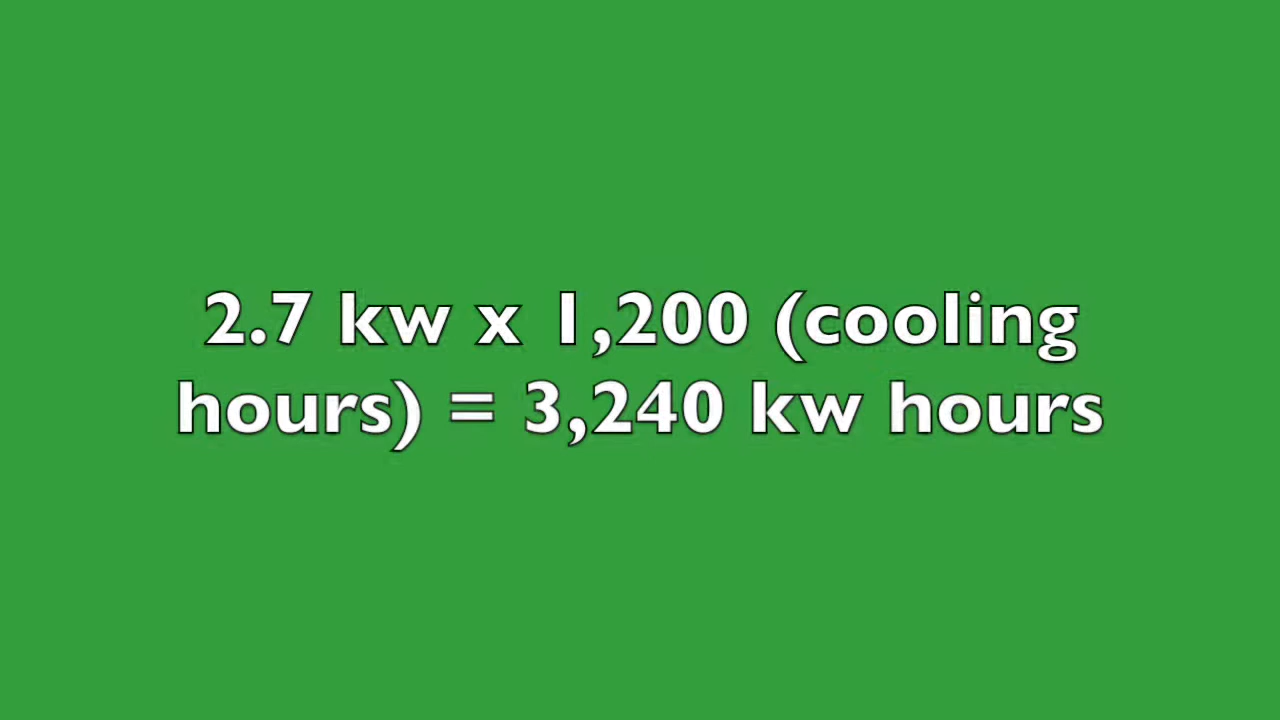 2.7 kw x 1,200 (cooling
hours) = 3,240 kw hours